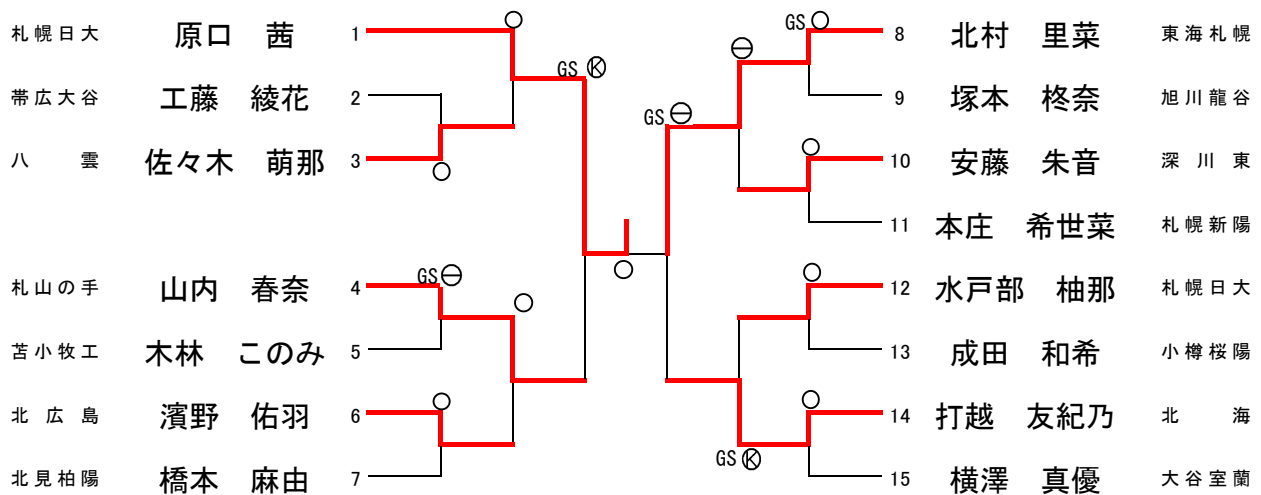 札幌日大 原口 茜 1
帯広大谷 工藤 綾花 2
八雲 佐々木 萌那 3
札山の手 山内 春奈 4
苫小牧工 木林 このみ 5
北広島 濱野 佑羽 6
北見柏陽 橋本 麻由 7
○
GS Ⓚ
○
GS ⊖
○
○
○
GS ○
⊖
GS ⊖
○
○
○
GS Ⓚ
8 北村 里菜 東海札幌
9 塚本 柊奈 旭川龍谷
10 安藤 朱音 深川東
11 本庄 希世菜 札幌新陽
12 水戸部 柚那 札幌日大
13 成田 和希 小樽桜陽
14 打越 友紀乃 北海
15 横澤 真優 大谷室蘭